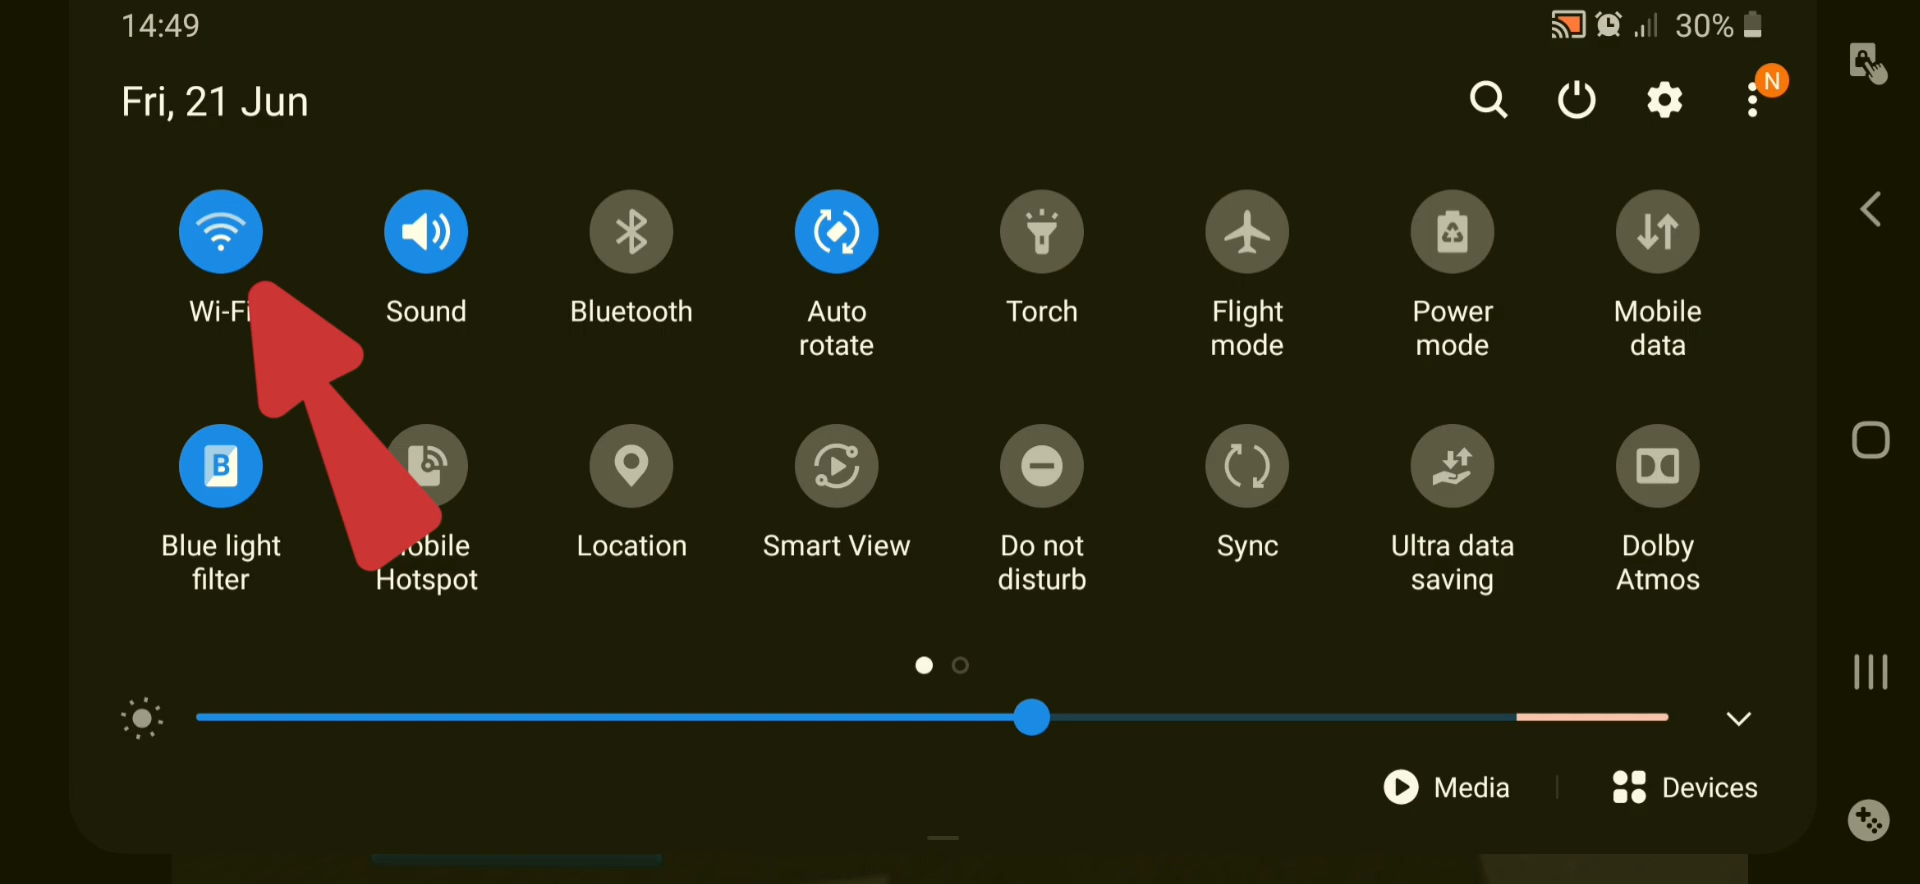 14:49
30%
Fri, 21 Jun
N
Wi-Fi
Sound
Bluetooth
Auto
rotate
Torch
Flight
mode
Power
mode
Mobile
data
B
Blue light
filter
Mobile
Hotspot
Location
Smart View
Do not
disturb
Sync
Ultra data
saving
Dolby
Atmos
Media
Devices